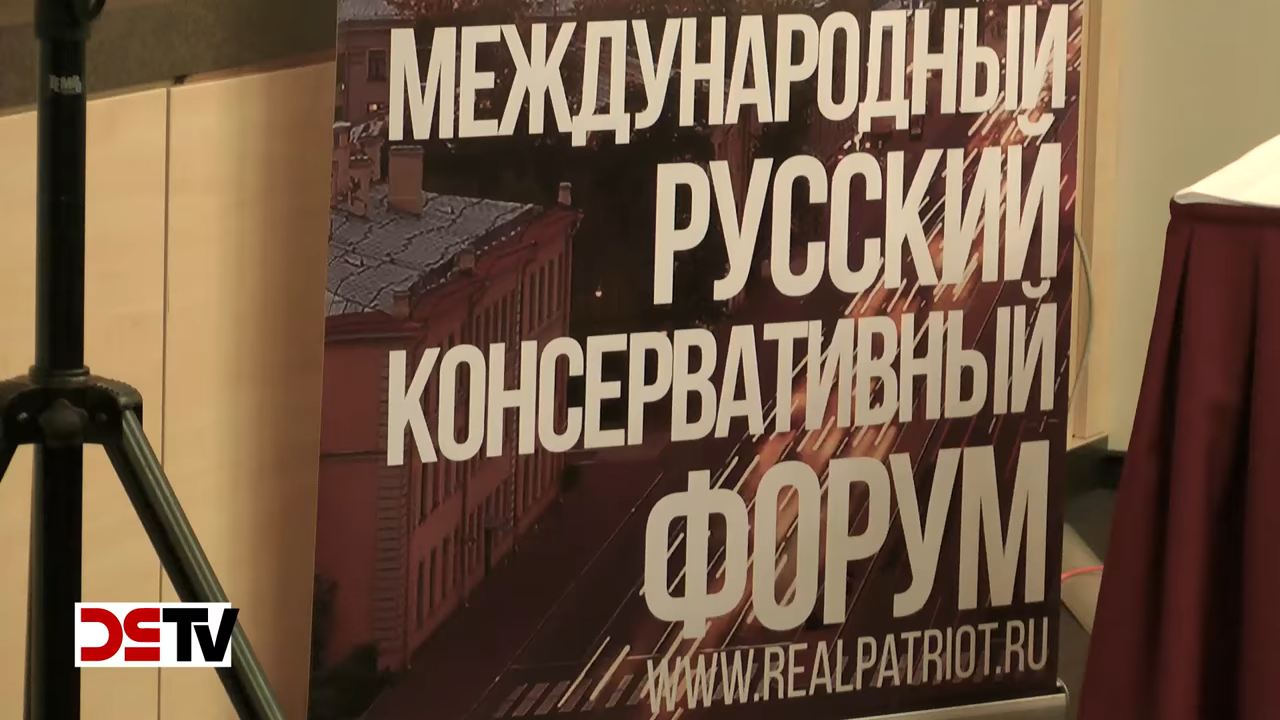 МЕЖДУНАРОДНЫЙ
РУССКИЙ
КОНСЕРВАТИВНЫЙ
ФОРУМ
WWW.REALPATRIOT.RU
DSTV